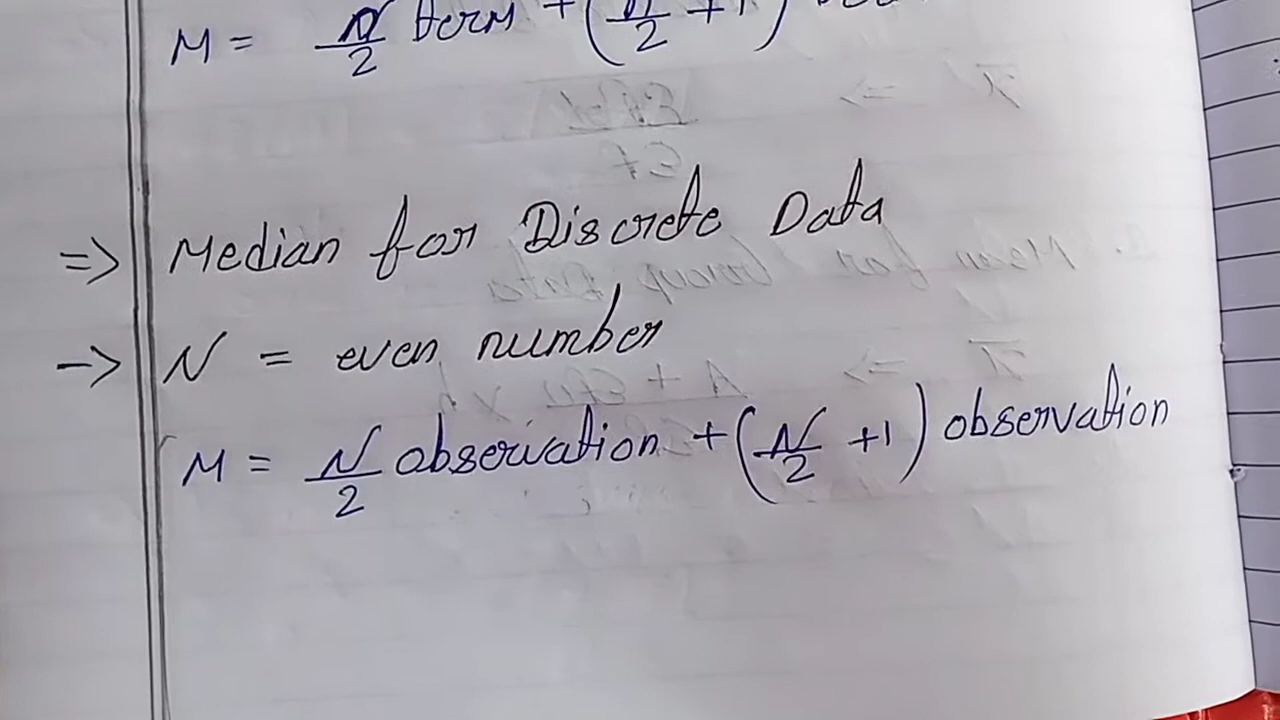 M = N/2 term + (n/2 + 1)
=> Median for Discrete Data
-> N = even number
M = N/2 observation + (N/2 +1) observation